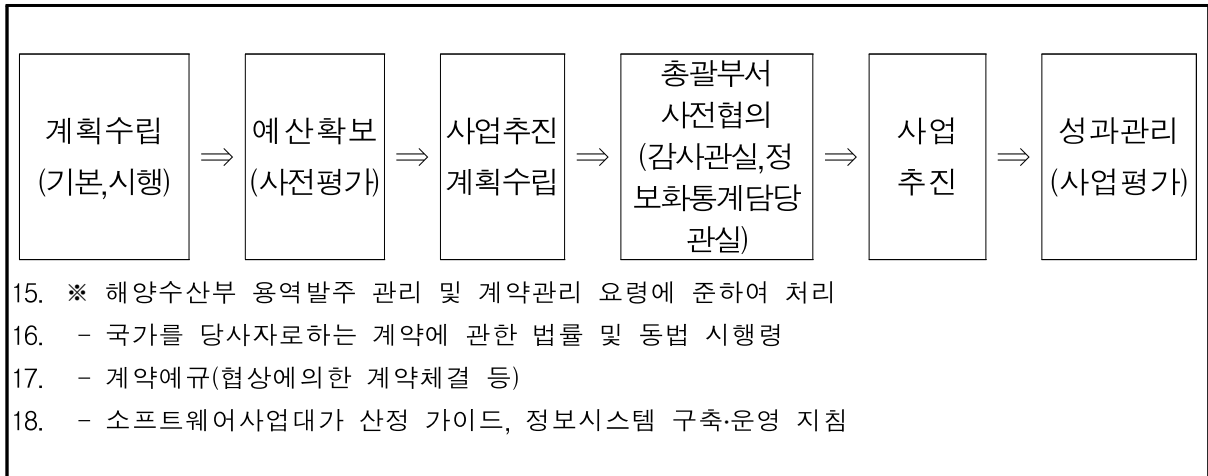 계획수립
(기본,시행)
⇒
예산확보
(사전평가)
⇒
사업추진
계획수립
⇒
총괄부서
사전협의
(감사관실,정
보화통계담당
관실)
⇒
사업
추진
⇒
성과관리
(사업평가)
15. ※ 해양수산부 용역발주 관리 및 계약관리 요령에 준하여 처리
16. - 국가를 당사자로하는 계약에 관한 법률 및 동법 시행령
17. - 계약예규(협상에의한 계약체결 등)
18. - 소프트웨어사업대가 산정 가이드, 정보시스템 구축·운영 지침